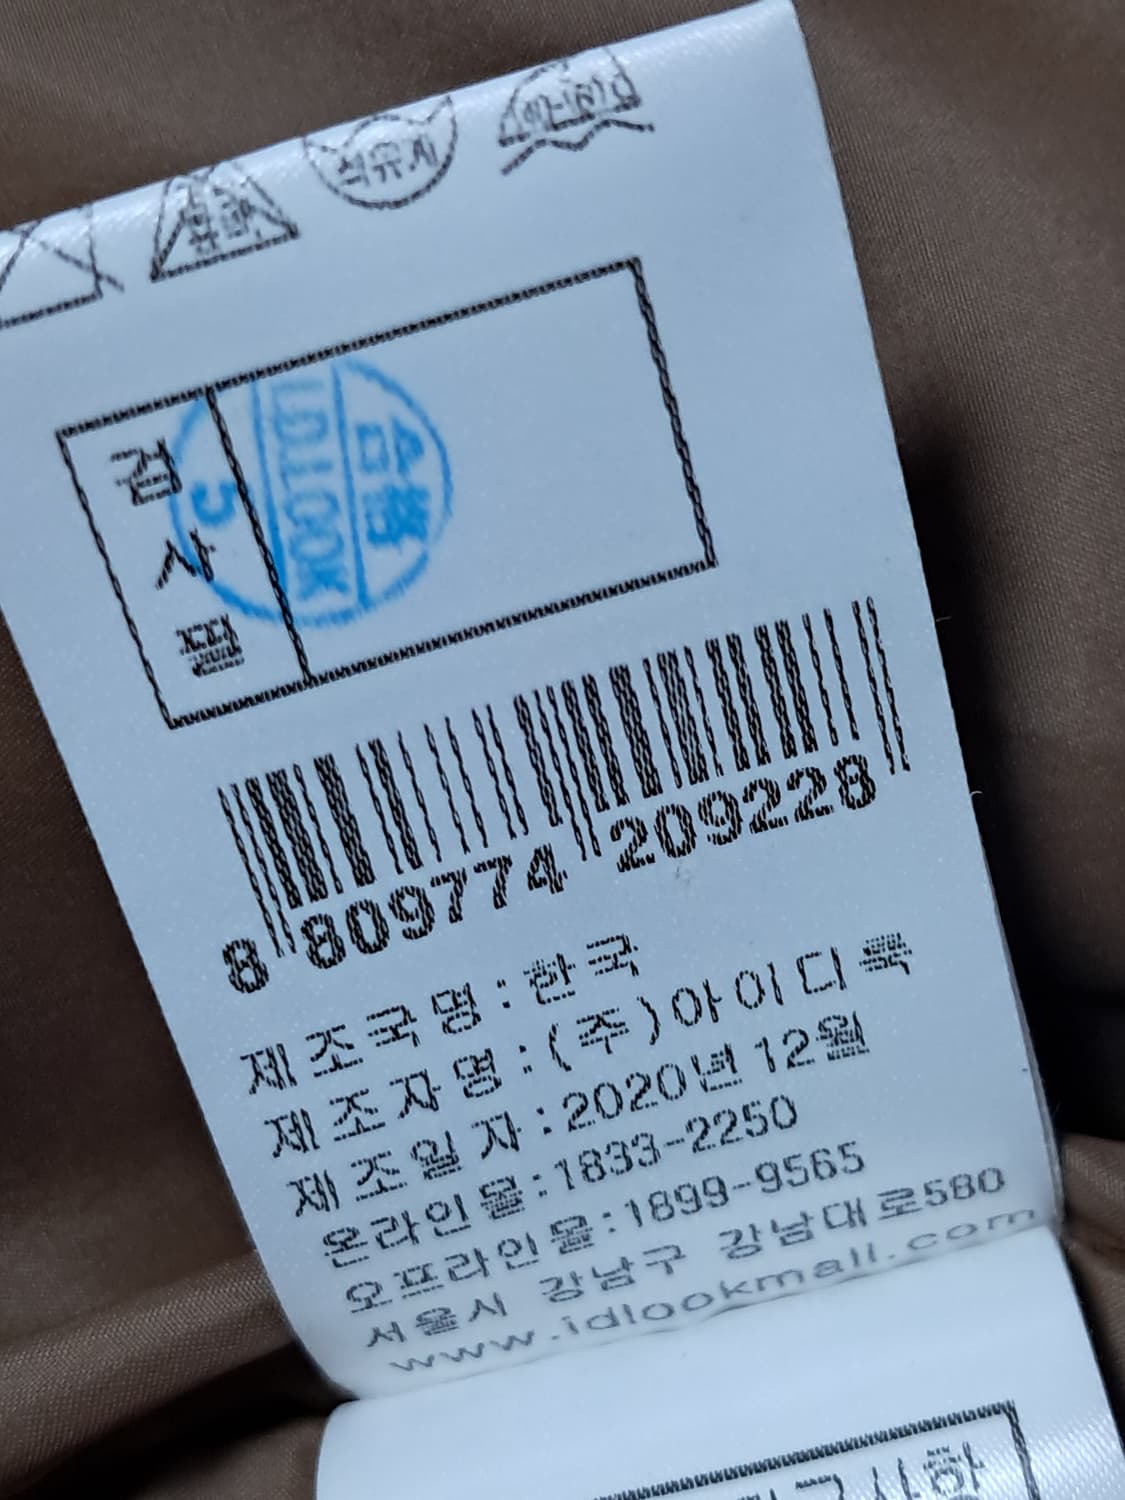 석유계
검
사
필
합격
I.D.LOOK
5
8 809774 209228
제조국명:한국
제조자명:(주)아이디룩
제조일자:2020년12월
온라인몰:1833-2250
오프라인몰:1899-9565
서울시 강남구 강남대로580
www.idlookmall.com